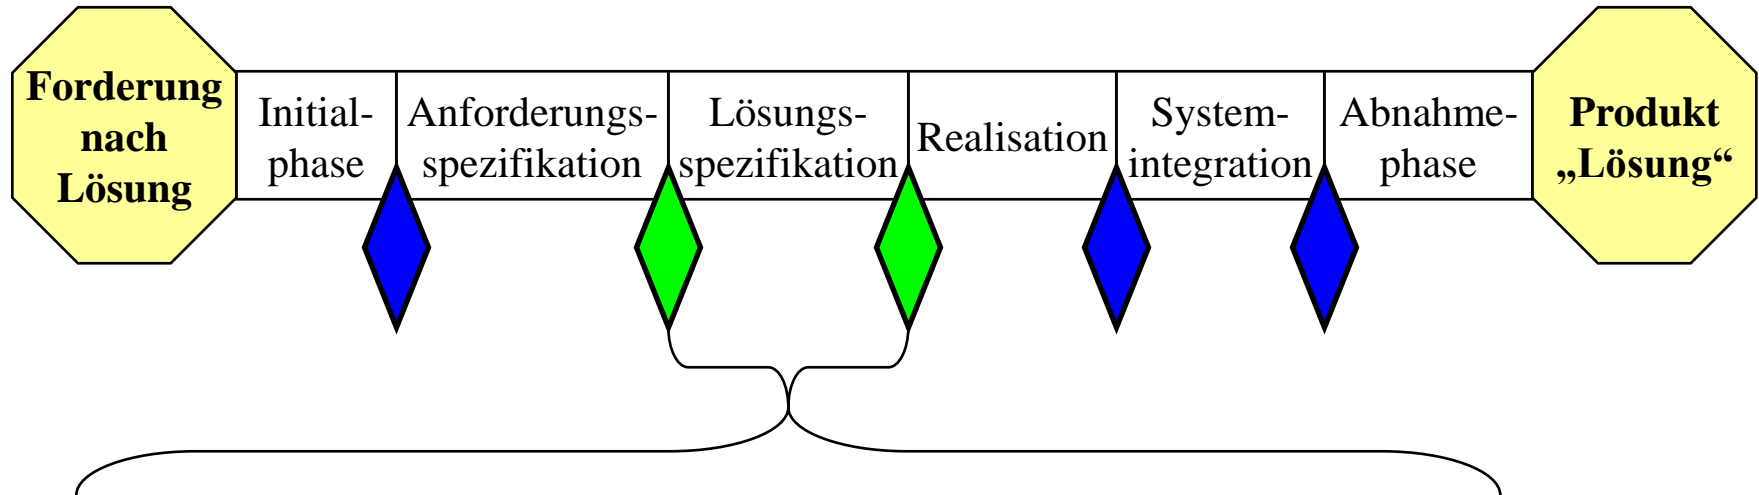 Forderung
nach
Lösung
Initial-
phase
Anforderungs-
spezifikation
Lösungs-
spezifikation
Realisation
System-
integration
Abnahme-
phase
Produkt
„Lösung“